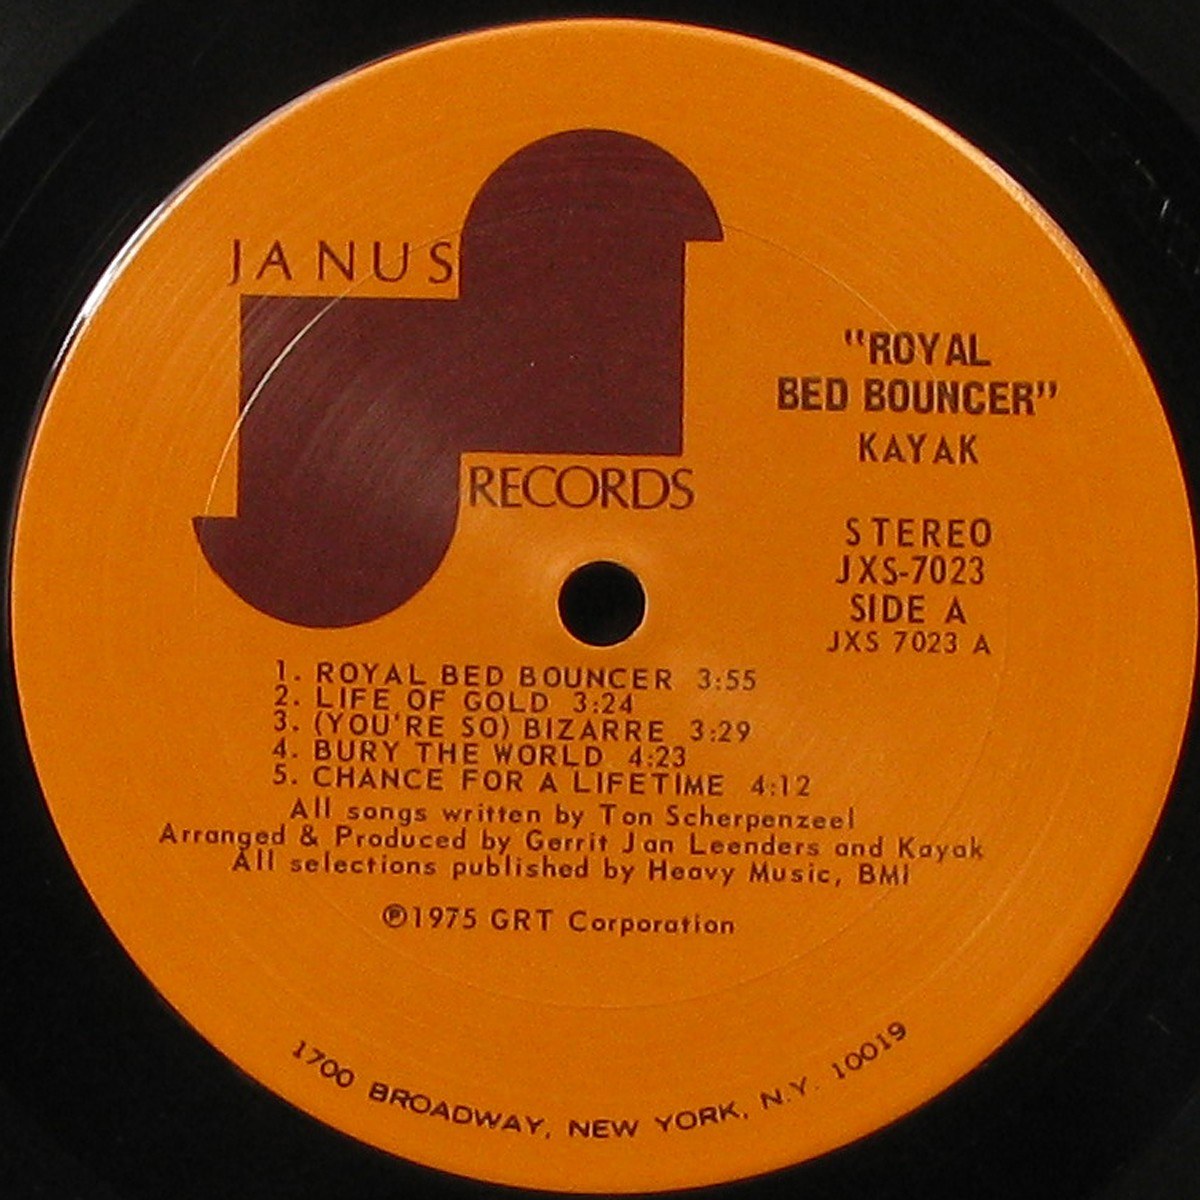 JANUS
RECORDS
"ROYAL
BED BOUNCER"
KAYAK
STEREO
JXS-7023
SIDE A
JXS 7023 A
1. ROYAL BED BOUNCER 3:55
2. LIFE OF GOLD 3:24
3. (YOU'RE SO) BIZARRE 3:29
4. BURY THE WORLD 4:23
5. CHANCE FOR A LIFETIME 4:12
All songs written by Ton Scherpenzeel
Arranged & Produced by Gerrit Jan Leenders and Kayak
All selections published by Heavy Music, BMI
℗1975 GRT Corporation
1700 BROADWAY, NEW YORK, N.Y. 10019